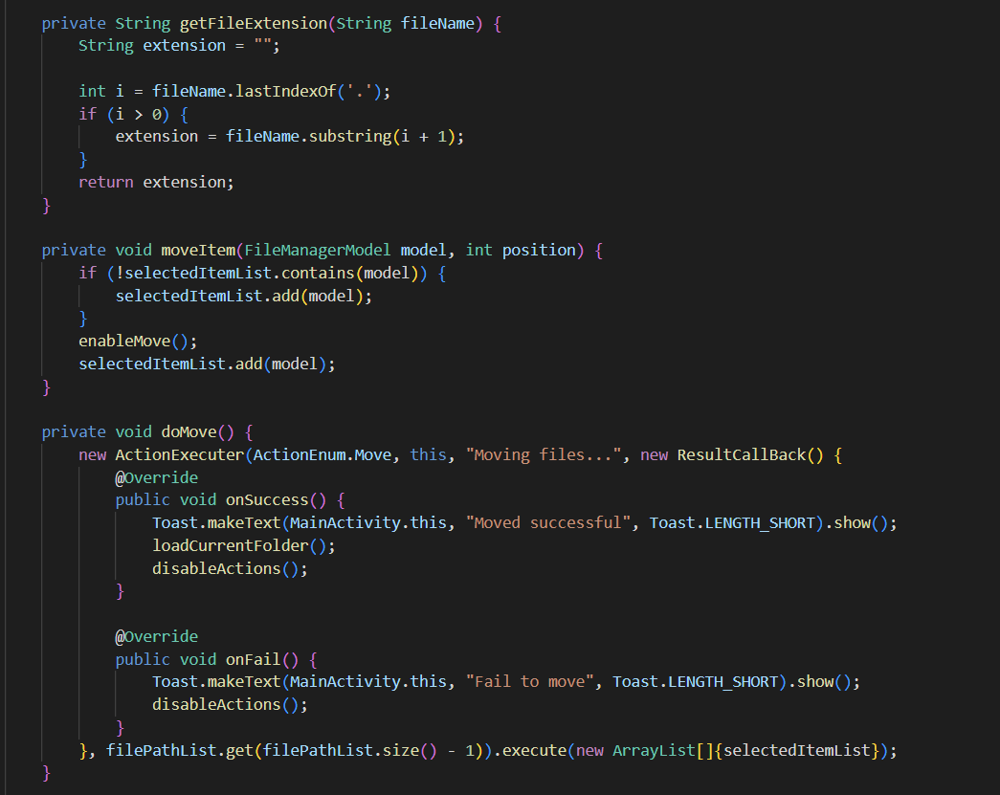 private String getFileExtension(String fileName) {
    String extension = "";

    int i = fileName.lastIndexOf('.');
    if (i > 0) {
        extension = fileName.substring(i + 1);
    }
    return extension;
}

private void moveItem(FileManagerModel model, int position) {
    if (!selectedItemList.contains(model)) {
        selectedItemList.add(model);
    }
    enableMove();
    selectedItemList.add(model);
}

private void doMove() {
    new ActionExecuter(ActionEnum.Move, this, "Moving files...", new ResultCallBack() {
        @Override
        public void onSuccess() {
            Toast.makeText(MainActivity.this, "Moved successful", Toast.LENGTH_SHORT).show();
            loadCurrentFolder();
            disableActions();
        }

        @Override
        public void onFail() {
            Toast.makeText(MainActivity.this, "Fail to move", Toast.LENGTH_SHORT).show();
            disableActions();
        }
    }, filePathList.get(filePathList.size() - 1)).execute(new ArrayList[]{selectedItemList});
}